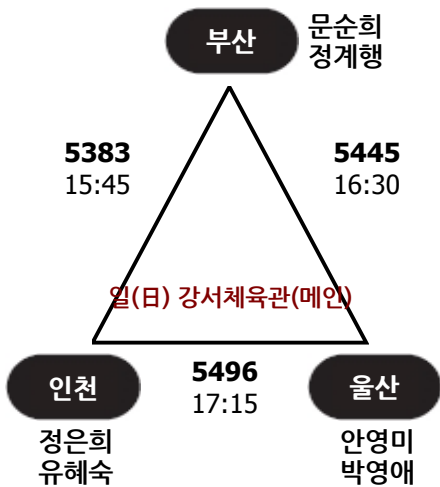 부산
문순희
정계행
5383
15:45
5445
16:30
일(日) 강서체육관(메인)
인천
5496
17:15
울산
정은희
유혜숙
안영미
박영애